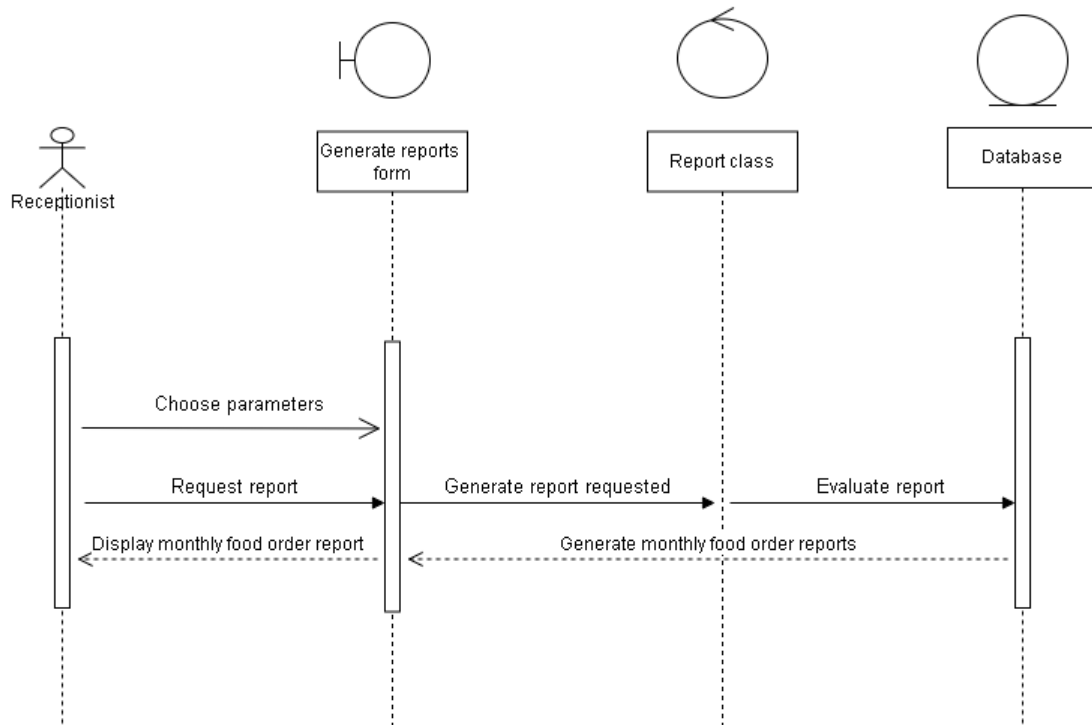 Generate reports
form
Report class
Database
Receptionist
Choose parameters
Request report
Generate report requested
Evaluate report
Display monthly food order report
Generate monthly food order reports